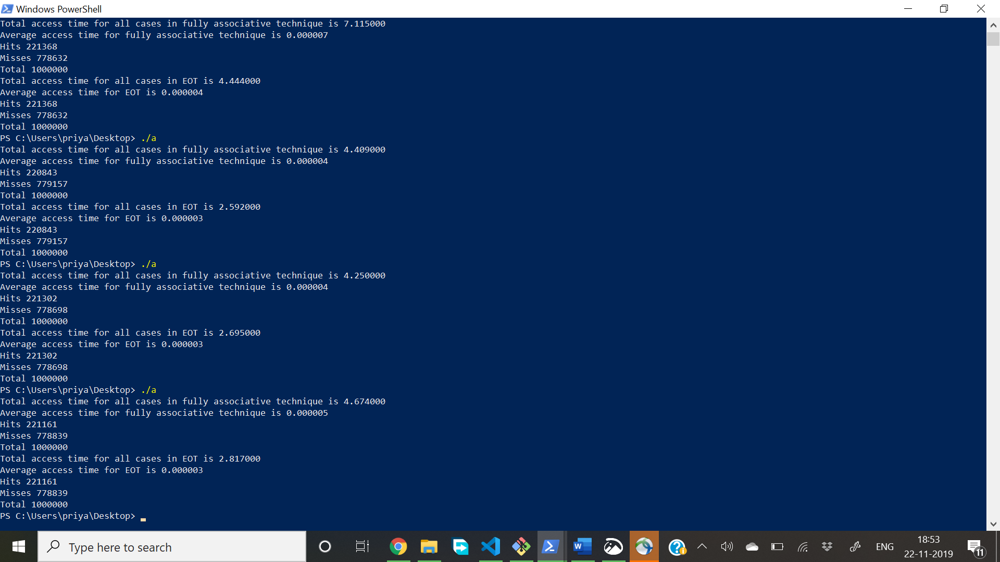 Windows PowerShell
Total access time for all cases in fully associative technique is 7.115000
Average access time for fully associative technique is 0.000007
Hits 221368
Misses 778632
Total 1000000
Total access time for all cases in EOT is 4.444000
Average access time for EOT is 0.000004
Hits 221368
Misses 778632
Total 1000000
PS C:\Users\priya\Desktop> ./a
Total access time for all cases in fully associative technique is 4.409000
Average access time for fully associative technique is 0.000004
Hits 220843
Misses 779157
Total 1000000
Total access time for all cases in EOT is 2.592000
Average access time for EOT is 0.000003
Hits 220843
Misses 779157
Total 1000000
PS C:\Users\priya\Desktop> ./a
Total access time for all cases in fully associative technique is 4.250000
Average access time for fully associative technique is 0.000004
Hits 221302
Misses 778698
Total 1000000
Total access time for all cases in EOT is 2.695000
Average access time for EOT is 0.000003
Hits 221302
Misses 778698
Total 1000000
PS C:\Users\priya\Desktop> ./a
Total access time for all cases in fully associative technique is 4.674000
Average access time for fully associative technique is 0.000005
Hits 221161
Misses 778839
Total 1000000
Total access time for all cases in EOT is 2.817000
Average access time for EOT is 0.000003
Hits 221161
Misses 778839
Total 1000000
PS C:\Users\priya\Desktop>
Type here to search
ENG
18:53
22-11-2019
11